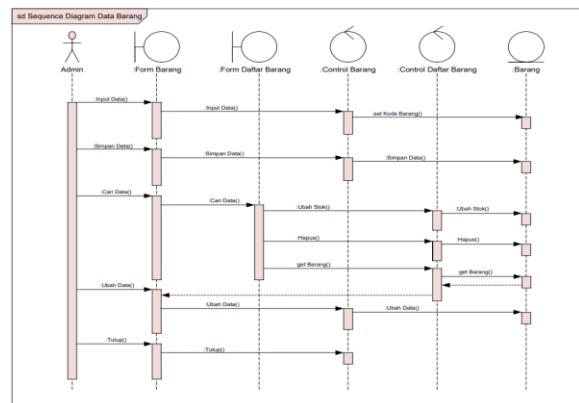 sd Sequence Diagram Data Barang
Admin
:Form Barang
:Form Daftar Barang
:Control Barang
:Control Daftar Barang
:Barang
:Input Data()
:Input Data()
:set Kode Barang()
:Simpan Data()
:Simpan Data()
:Simpan Data()
:Cari Data()
:Cari Data()
:Ubah Stok()
:Ubah Stok()
:Hapus()
:Hapus()
:get Barang()
:get Barang()
:Ubah Data()
:Ubah Data()
:Ubah Data()
:Tutup()
:Tutup()